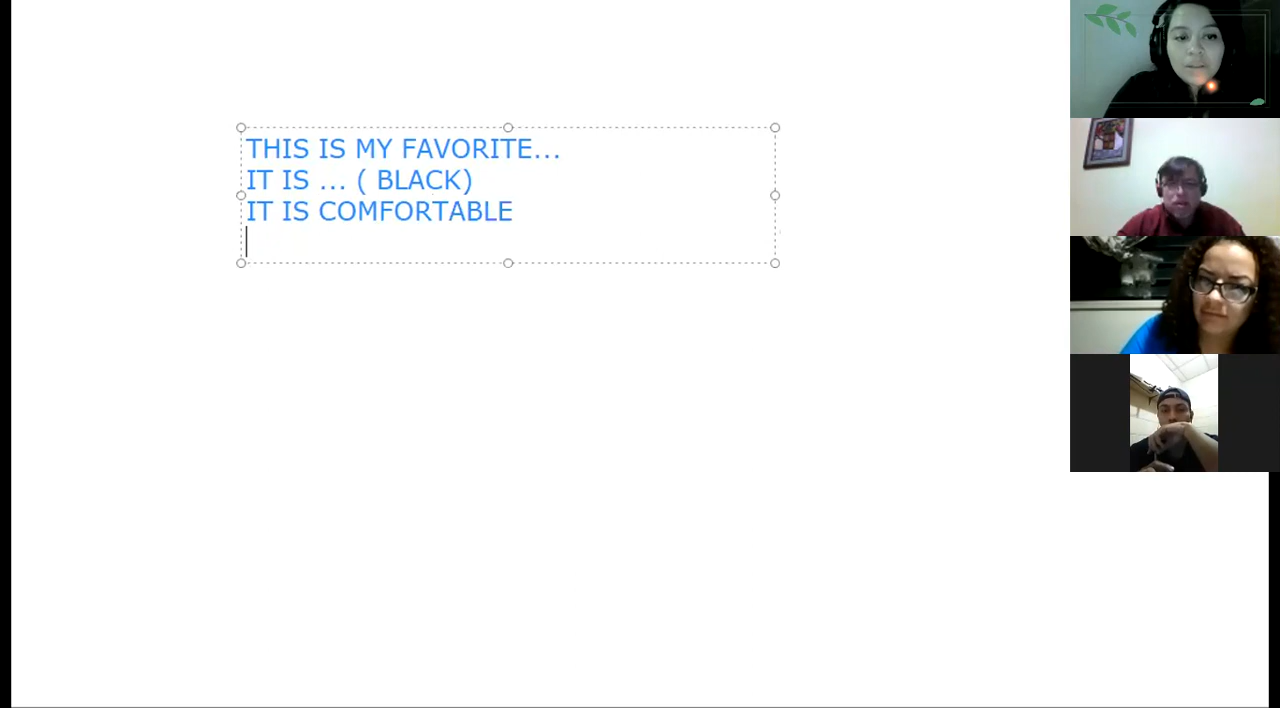 THIS IS MY FAVORITE...
IT IS ... ( BLACK)
IT IS COMFORTABLE